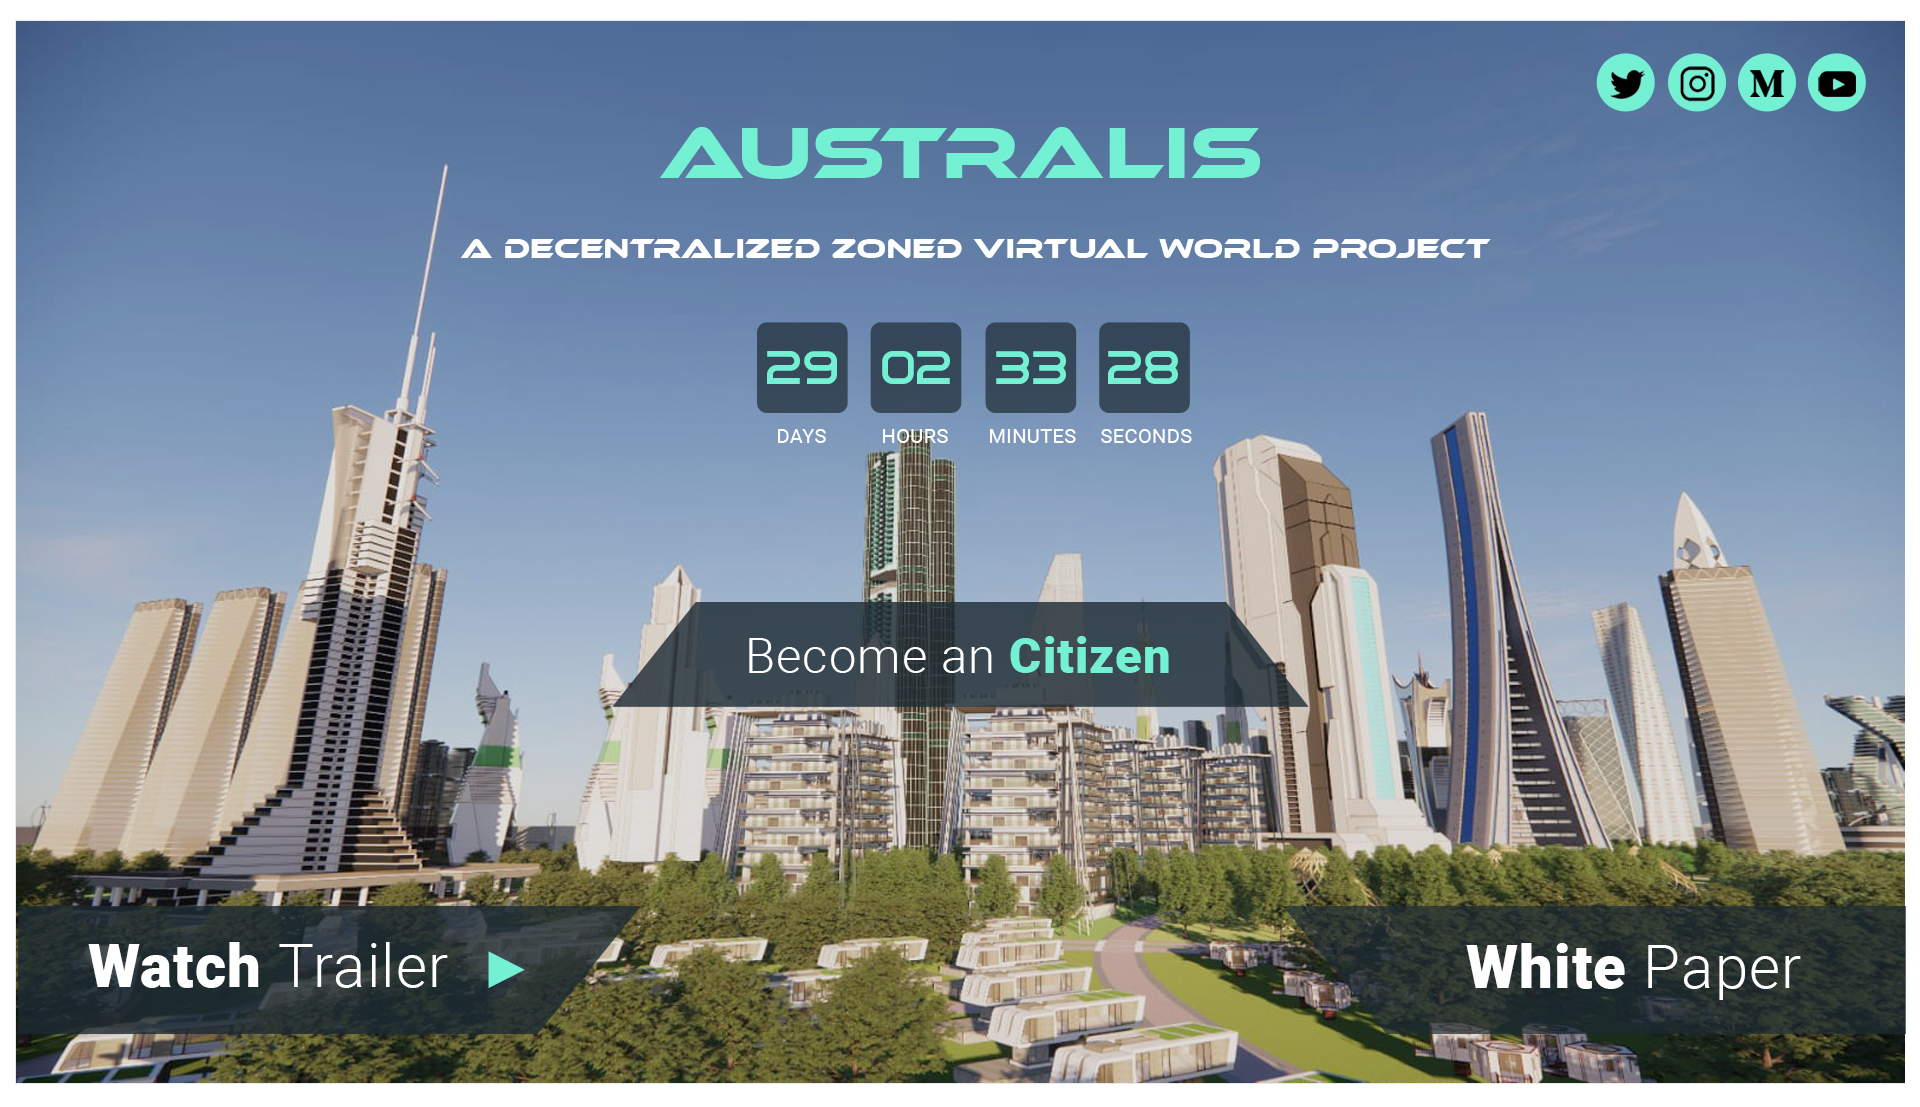 AUSTRALIS
A DECENTRALIZED ZONED VIRTUAL WORLD PROJECT
29 02 33 28
DAYS HOURS MINUTES SECONDS
Become an Citizen
Watch Trailer
White Paper